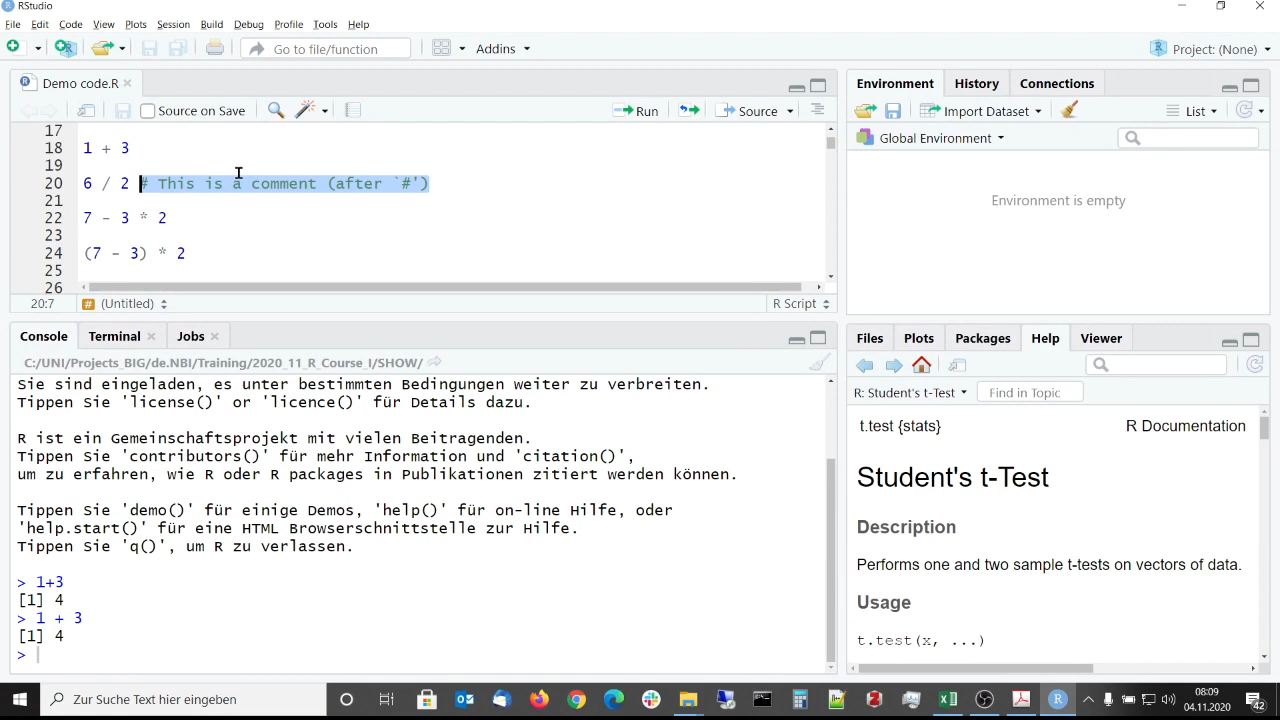 RStudio
File Edit Code View Plots Session Build Debug Profile Tools Help
Go to file/function Addins Project: (None)
Demo code.R
Source on Save Run Source
17
18 1 + 3
19
20 6 / 2 # This is a comment (after `#')
21
22 7 - 3 * 2
23
24 (7 - 3) * 2
25
26
20:7 # (Untitled) R Script
Console Terminal Jobs
C:/UNI/Projects_BIG/de.NBI/Training/2020_11_R_Course_I/SHOW/
Sie sind eingeladen, es unter bestimmten Bedingungen weiter zu verbreiten.
Tippen Sie 'license()' or 'licence()' für Details dazu.
R ist ein Gemeinschaftsprojekt mit vielen Beitragenden.
Tippen Sie 'contributors()' für mehr Information und 'citation()',
um zu erfahren, wie R oder R packages in Publikationen zitiert werden können.
Tippen Sie 'demo()' für einige Demos, 'help()' für on-line Hilfe, oder
'help.start()' für eine HTML Browserschnittstelle zur Hilfe.
Tippen Sie 'q()', um R zu verlassen.
> 1+3
[1] 4
> 1 + 3
[1] 4
>
Environment History Connections
Import Dataset List
Global Environment
Environment is empty
Files Plots Packages Help Viewer
R: Student's t-Test Find in Topic
t.test {stats} R Documentation
Student's t-Test
Description
Performs one and two sample t-tests on vectors of data.
Usage
t.test(x, ...)
Zur Suche Text hier eingeben
08:09
04.11.2020
42